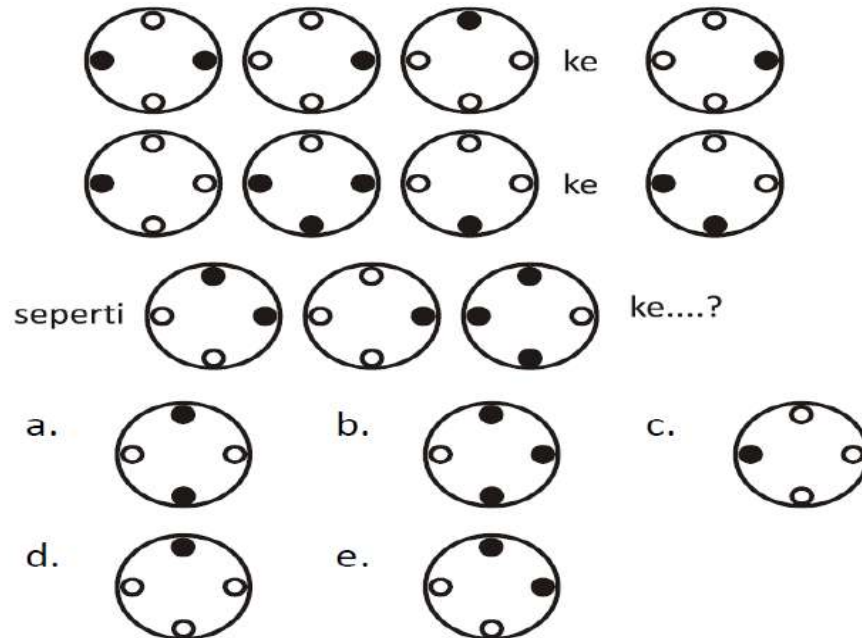 ke
ke
seperti ke....?
a. b. c.
d. e.